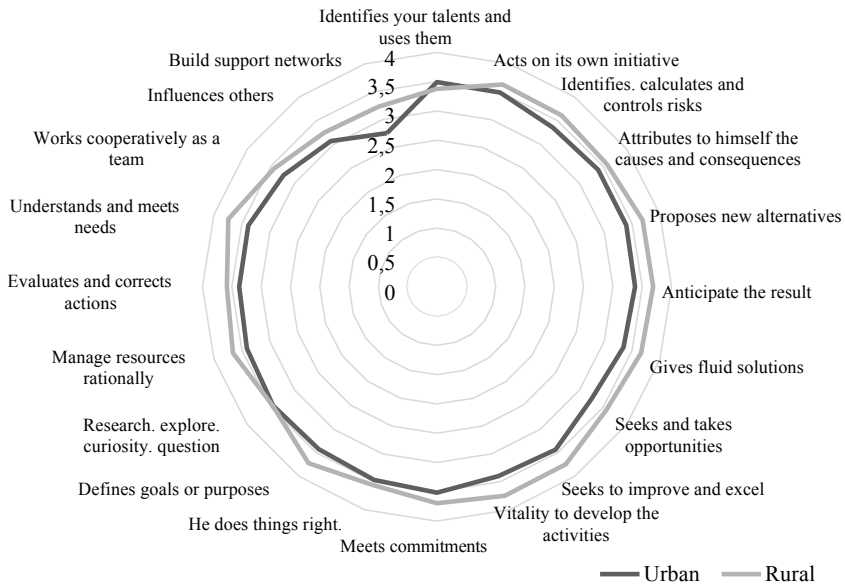 Identifies your talents and
uses them
Acts on its own initiative
Identifies. calculates and
controls risks
Attributes to himself the
causes and consequences
Proposes new alternatives
Anticipate the result
Gives fluid solutions
Seeks and takes
opportunities
Seeks to improve and excel
Vitality to develop the
activities
Meets commitments
He does things right.
Defines goals or purposes
Research. explore.
curiosity. question
Manage resources
rationally
Evaluates and corrects
actions
Understands and meets
needs
Works cooperatively as a
team
Influences others
Build support networks
4
3,5
3
2,5
2
1,5
1
0,5
0
Urban
Rural